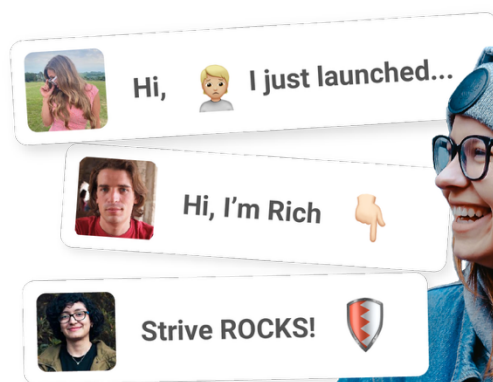 Hi, 🙍🏼 I just launched...
Hi, I’m Rich 👇🏻
Strive ROCKS!